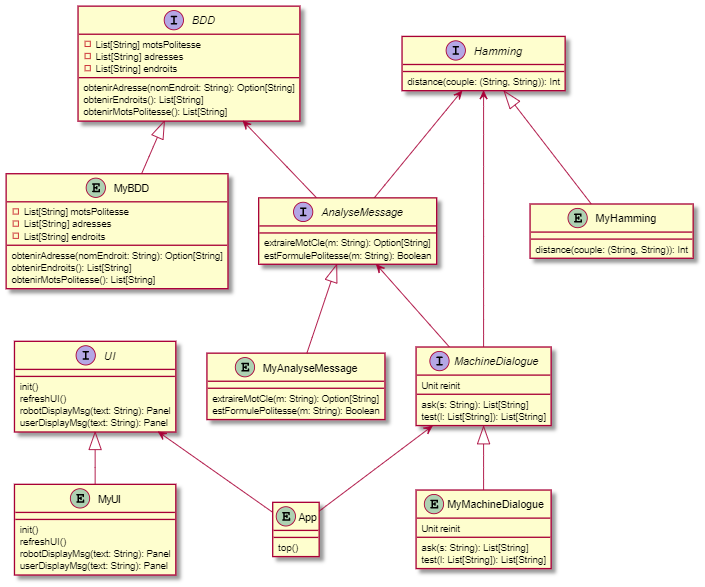 I BDD
List[String] motsPolitesse
List[String] adresses
List[String] endroits
obtenirAdresse(nomEndroit: String): Option[String]
obtenirEndroits(): List[String]
obtenirMotsPolitesse(): List[String]
I Hamming
distance(couple: (String, String)): Int
E MyBDD
List[String] motsPolitesse
List[String] adresses
List[String] endroits
obtenirAdresse(nomEndroit: String): Option[String]
obtenirEndroits(): List[String]
obtenirMotsPolitesse(): List[String]
I AnalyseMessage
extraireMotCle(m: String): Option[String]
estFormulePolitesse(m: String): Boolean
E MyHamming
distance(couple: (String, String)): Int
I UI
init()
refreshUI()
robotDisplayMsg(text: String): Panel
userDisplayMsg(text: String): Panel
E MyAnalyseMessage
extraireMotCle(m: String): Option[String]
estFormulePolitesse(m: String): Boolean
I MachineDialogue
Unit reinit
ask(s: String): List[String]
test(l: List[String]): List[String]
E MyUI
init()
refreshUI()
robotDisplayMsg(text: String): Panel
userDisplayMsg(text: String): Panel
E App
top()
E MyMachineDialogue
Unit reinit
ask(s: String): List[String]
test(l: List[String]): List[String]